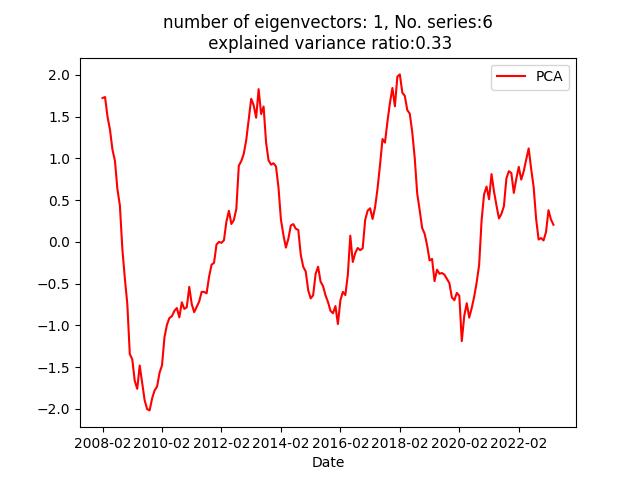 number of eigenvectors: 1, No. series:6
explained variance ratio:0.33
PCA
2.0
1.5
1.0
0.5
0.0
−0.5
−1.0
−1.5
−2.0
2008-02 2010-02 2012-02 2014-02 2016-02 2018-02 2020-02 2022-02
Date